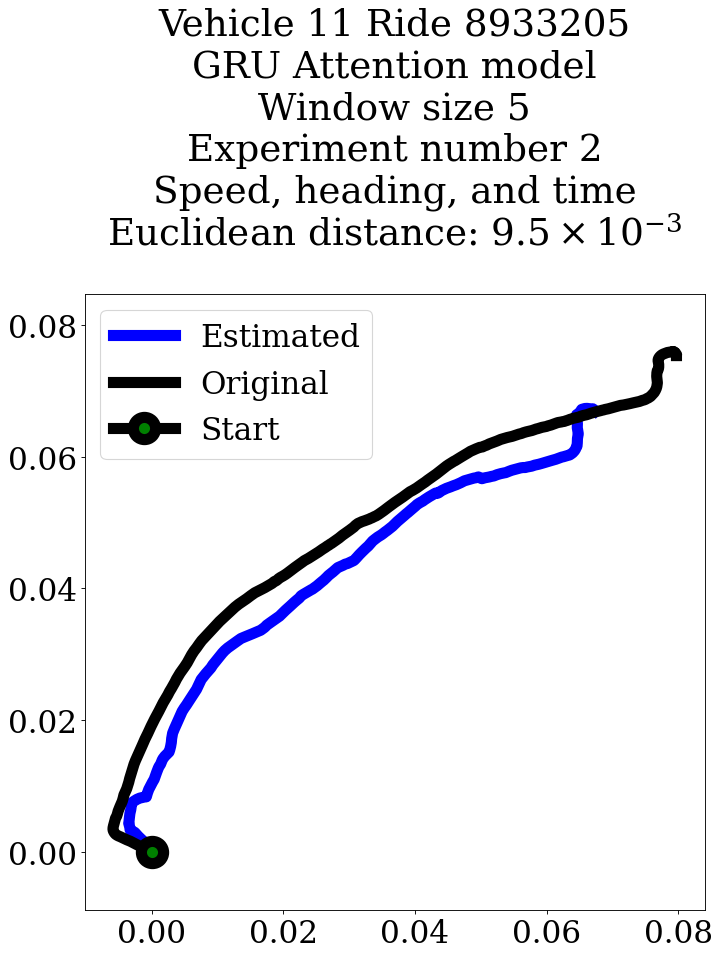 Vehicle 11 Ride 8933205
GRU Attention model
Window size 5
Experiment number 2
Speed, heading, and time
Euclidean distance: 9.5 × 10⁻³
0.08
0.06
0.04
0.02
0.00
Estimated
Original
Start
0.00 0.02 0.04 0.06 0.08